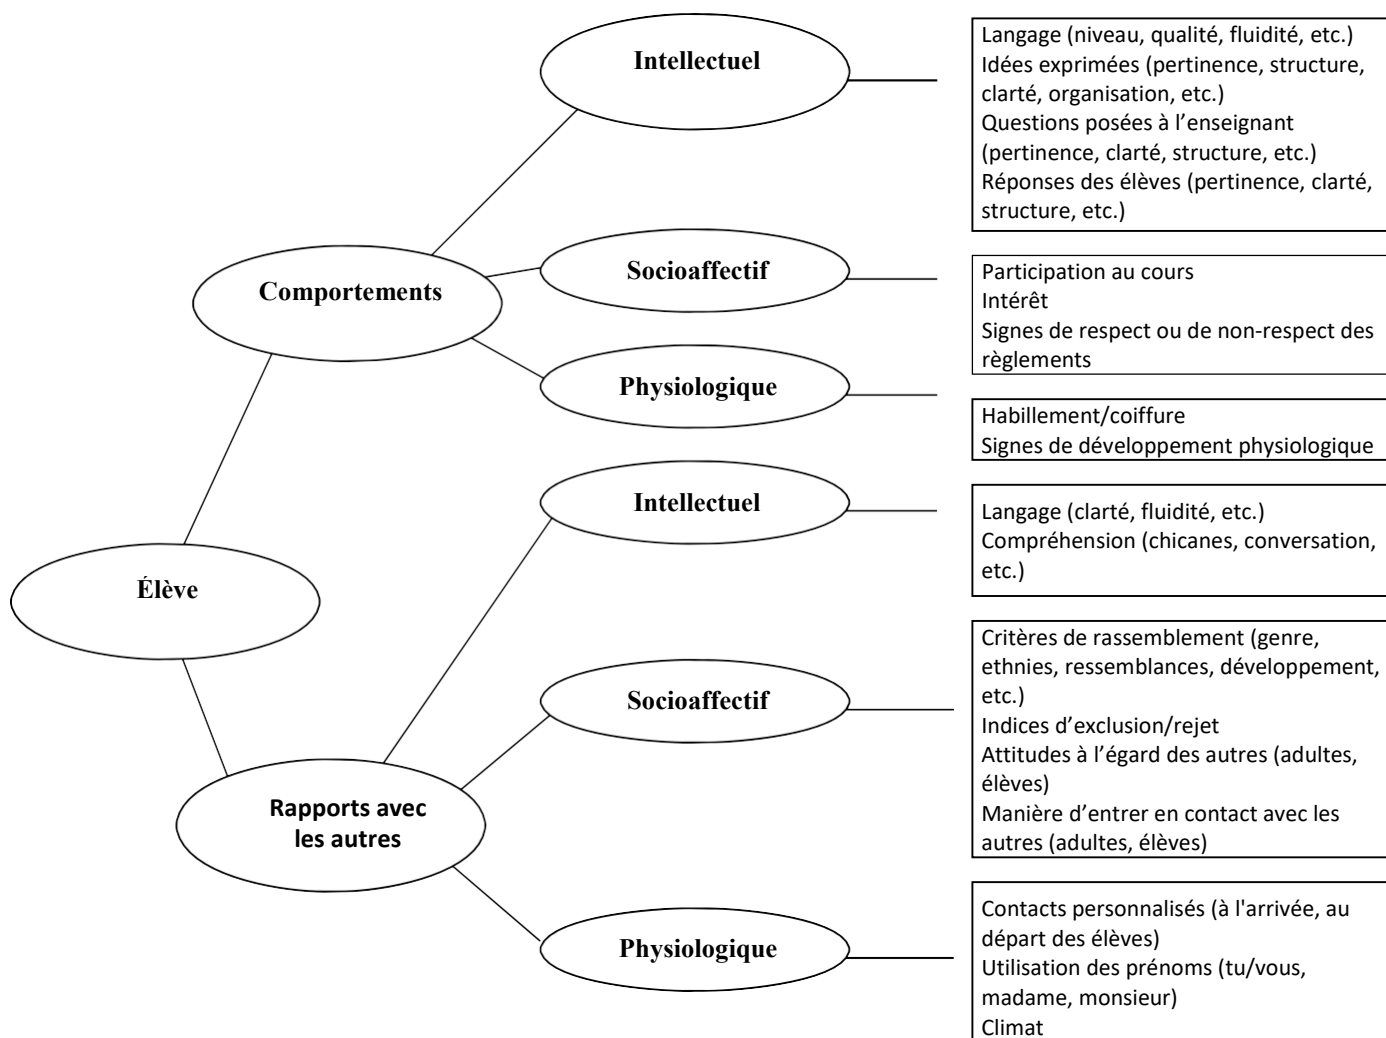 Intellectuel
Langage (niveau, qualité, fluidité, etc.)
Idées exprimées (pertinence, structure,
clarté, organisation, etc.)
Questions posées à l’enseignant
(pertinence, clarté, structure, etc.)
Réponses des élèves (pertinence, clarté,
structure, etc.)
Comportements
Socioaffectif
Participation au cours
Intérêt
Signes de respect ou de non-respect des
règlements
Physiologique
Habillement/coiffure
Signes de développement physiologique
Élève
Intellectuel
Langage (clarté, fluidité, etc.)
Compréhension (chicanes, conversation,
etc.)
Rapports avec
les autres
Socioaffectif
Critères de rassemblement (genre,
ethnies, ressemblances, développement,
etc.)
Indices d’exclusion/rejet
Attitudes à l’égard des autres (adultes,
élèves)
Manière d’entrer en contact avec les
autres (adultes, élèves)
Physiologique
Contacts personnalisés (à l'arrivée, au
départ des élèves)
Utilisation des prénoms (tu/vous,
madame, monsieur)
Climat